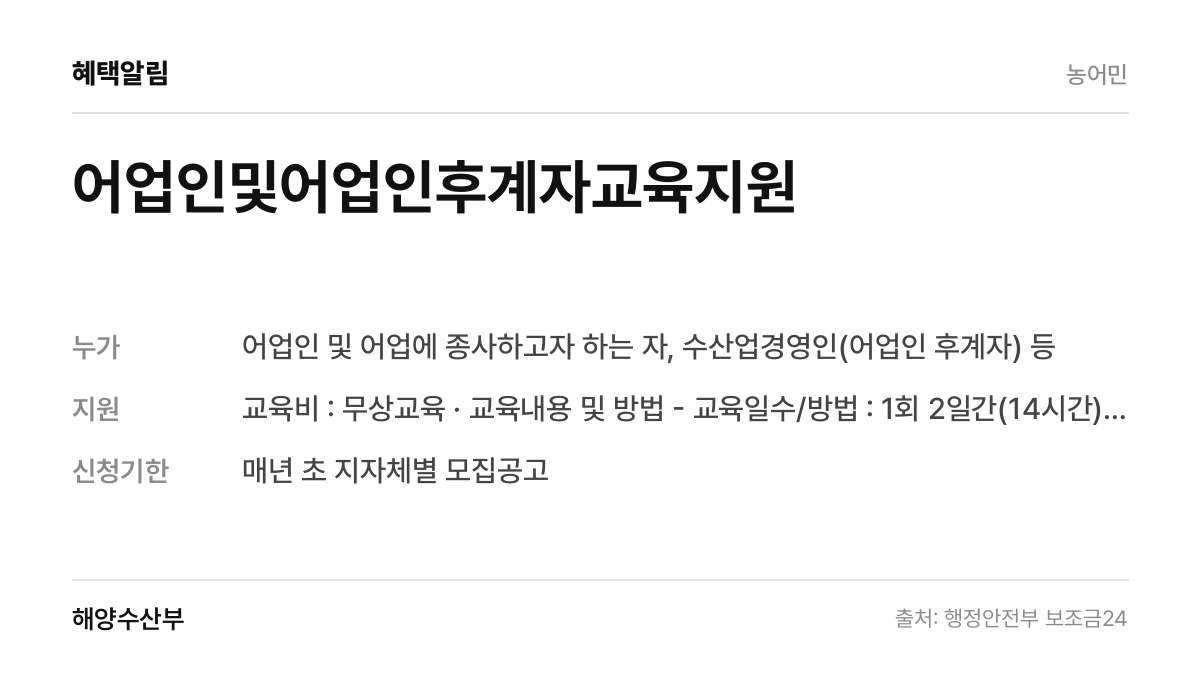 혜택알림
농어민
어업인및어업인후계자교육지원
누가 어업인 및 어업에 종사하고자 하는 자, 수산업경영인(어업인 후계자) 등
지원 교육비 : 무상교육 · 교육내용 및 방법 - 교육일수/방법 : 1회 2일간(14시간)...
신청기한 매년 초 지자체별 모집공고
해양수산부
출처: 행정안전부 보조금24